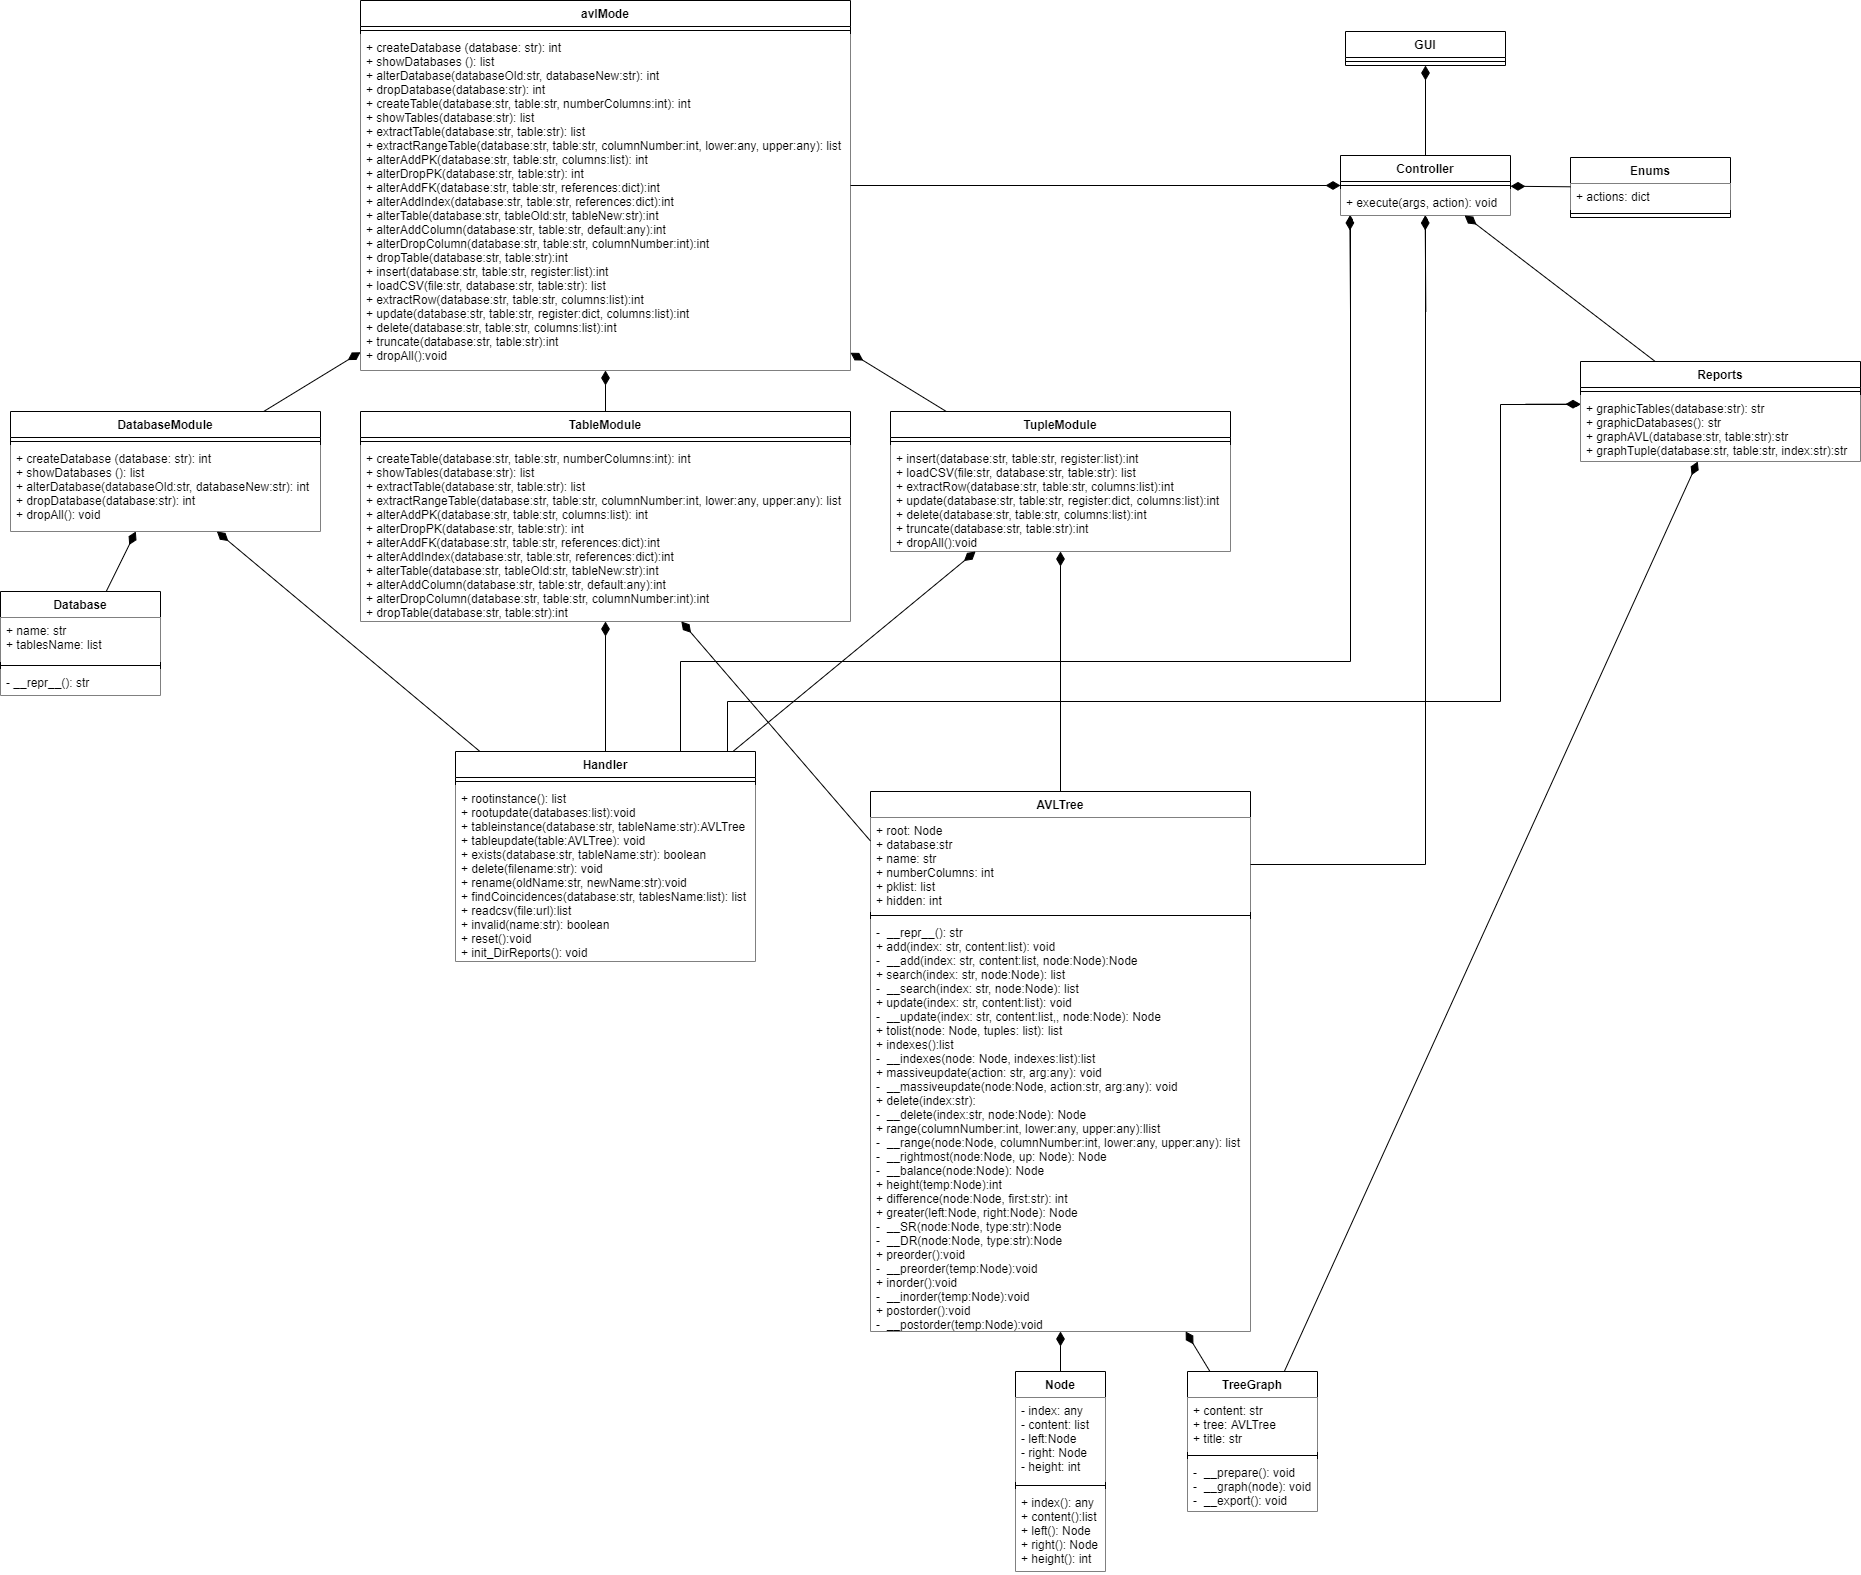 avlMode
+ createDatabase (database: str): int
+ showDatabases (): list
+ alterDatabase(databaseOld:str, databaseNew:str): int
+ dropDatabase(database:str): int
+ createTable(database:str, table:str, numberColumns:int): int
+ showTables(database:str): list
+ extractTable(database:str, table:str): list
+ extractRangeTable(database:str, table:str, columnNumber:int, lower:any, upper:any): list
+ alterAddPK(database:str, table:str, columns:list): int
+ alterDropPK(database:str, table:str): int
+ alterAddFK(database:str, table:str, references:dict):int
+ alterAddIndex(database:str, table:str, references:dict):int
+ alterTable(database:str, tableOld:str, tableNew:str):int
+ alterAddColumn(database:str, table:str, default:any):int
+ alterDropColumn(database:str, table:str, columnNumber:int):int
+ dropTable(database:str, table:str):int
+ insert(database:str, table:str, register:list):int
+ loadCSV(file:str, database:str, table:str): list
+ extractRow(database:str, table:str, columns:list):int
+ update(database:str, table:str, register:dict, columns:list):int
+ delete(database:str, table:str, columns:list):int
+ truncate(database:str, table:str):int
+ dropAll():void
GUI
Controller
+ execute(args, action): void
Enums
+ actions: dict
Reports
+ graphicTables(database:str): str
+ graphicDatabases(): str
+ graphAVL(database:str, table:str):str
+ graphTuple(database:str, table:str, index:str):str
DatabaseModule
+ createDatabase (database: str): int
+ showDatabases (): list
+ alterDatabase(databaseOld:str, databaseNew:str): int
+ dropDatabase(database:str): int
+ dropAll(): void
TableModule
+ createTable(database:str, table:str, numberColumns:int): int
+ showTables(database:str): list
+ extractTable(database:str, table:str): list
+ extractRangeTable(database:str, table:str, columnNumber:int, lower:any, upper:any): list
+ alterAddPK(database:str, table:str, columns:list): int
+ alterDropPK(database:str, table:str): int
+ alterAddFK(database:str, table:str, references:dict):int
+ alterAddIndex(database:str, table:str, references:dict):int
+ alterTable(database:str, tableOld:str, tableNew:str):int
+ alterAddColumn(database:str, table:str, default:any):int
+ alterDropColumn(database:str, table:str, columnNumber:int):int
+ dropTable(database:str, table:str):int
TupleModule
+ insert(database:str, table:str, register:list):int
+ loadCSV(file:str, database:str, table:str): list
+ extractRow(database:str, table:str, columns:list):int
+ update(database:str, table:str, register:dict, columns:list):int
+ delete(database:str, table:str, columns:list):int
+ truncate(database:str, table:str):int
+ dropAll():void
Database
+ name: str
+ tablesName: list
- __repr__(): str
Handler
+ rootinstance(): list
+ rootupdate(databases:list):void
+ tableinstance(database:str, tableName:str):AVLTree
+ tableupdate(table:AVLTree): void
+ exists(database:str, tableName:str): boolean
+ delete(filename:str): void
+ rename(oldName:str, newName:str):void
+ findCoincidences(database:str, tablesName:list): list
+ readcsv(file:url):list
+ invalid(name:str): boolean
+ reset():void
+ init_DirReports(): void
AVLTree
+ root: Node
+ database:str
+ name: str
+ numberColumns: int
+ pklist: list
+ hidden: int
- __repr__(): str
+ add(index: str, content:list): void
- __add(index: str, content:list, node:Node):Node
+ search(index: str, node:Node): list
- __search(index: str, node:Node): list
+ update(index: str, content:list): void
- __update(index: str, content:list,, node:Node): Node
+ tolist(node: Node, tuples: list): list
+ indexes():list
- __indexes(node: Node, indexes:list):list
+ massiveupdate(action: str, arg:any): void
- __massiveupdate(node:Node, action:str, arg:any): void
+ delete(index:str):
- __delete(index:str, node:Node): Node
+ range(columnNumber:int, lower:any, upper:any):llist
- __range(node:Node, columnNumber:int, lower:any, upper:any): list
- __rightmost(node:Node, up: Node): Node
- __balance(node:Node): Node
+ height(temp:Node):int
+ difference(node:Node, first:str): int
+ greater(left:Node, right:Node): Node
- __SR(node:Node, type:str):Node
- __DR(node:Node, type:str):Node
+ preorder():void
- __preorder(temp:Node):void
+ inorder():void
- __inorder(temp:Node):void
+ postorder():void
- __postorder(temp:Node):void
Node
- index: any
- content: list
- left:Node
- right: Node
- height: int
+ index(): any
+ content():list
+ left(): Node
+ right(): Node
+ height(): int
TreeGraph
+ content: str
+ tree: AVLTree
+ title: str
- __prepare(): void
- __graph(node): void
- __export(): void